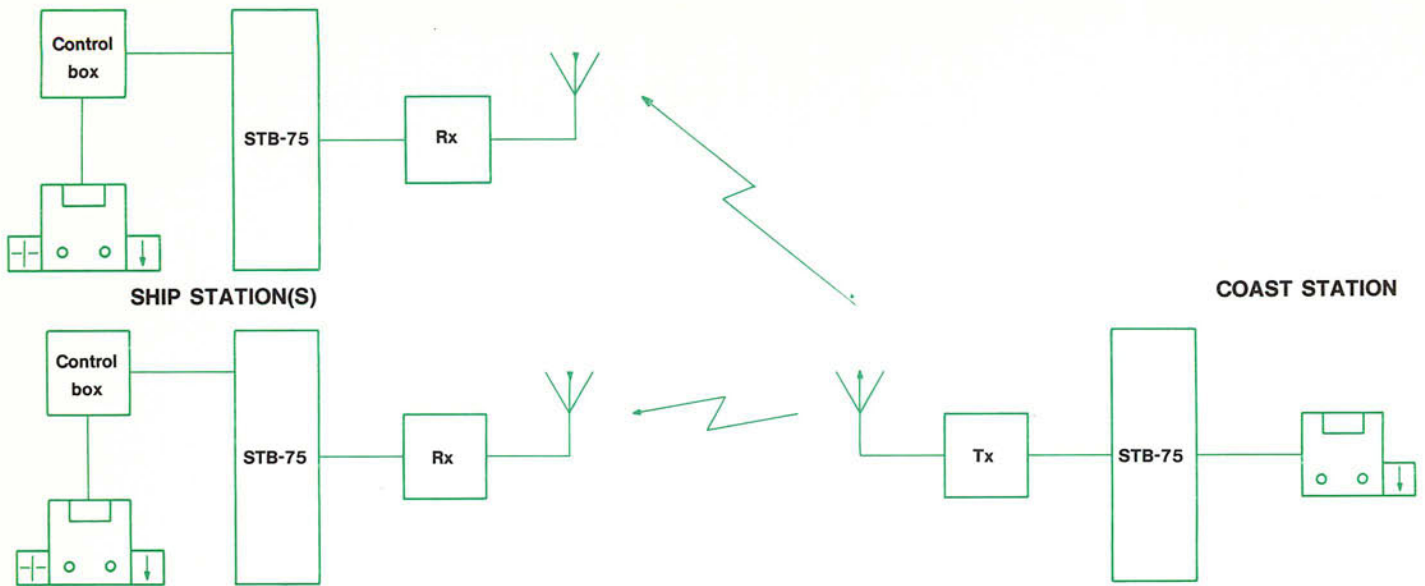 Control
box
STB-75
Rx
SHIP STATION(S)
COAST STATION
Control
box
STB-75
Rx
Tx
STB-75